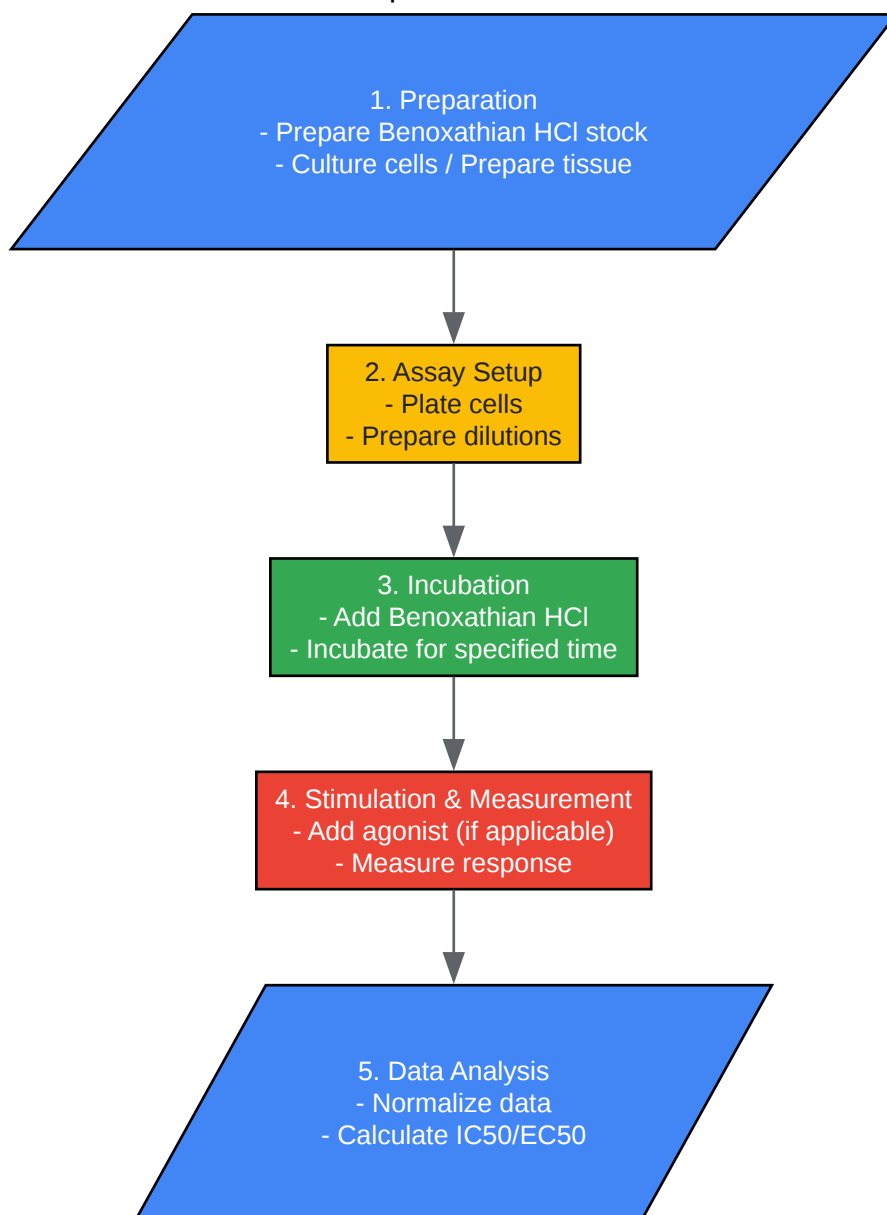 1. Preparation
- Prepare Benoxathian HCl stock
- Culture cells / Prepare tissue
2. Assay Setup
- Plate cells
- Prepare dilutions
3. Incubation
- Add Benoxathian HCl
- Incubate for specified time
4. Stimulation & Measurement
- Add agonist (if applicable)
- Measure response
5. Data Analysis
- Normalize data
- Calculate IC50/EC50